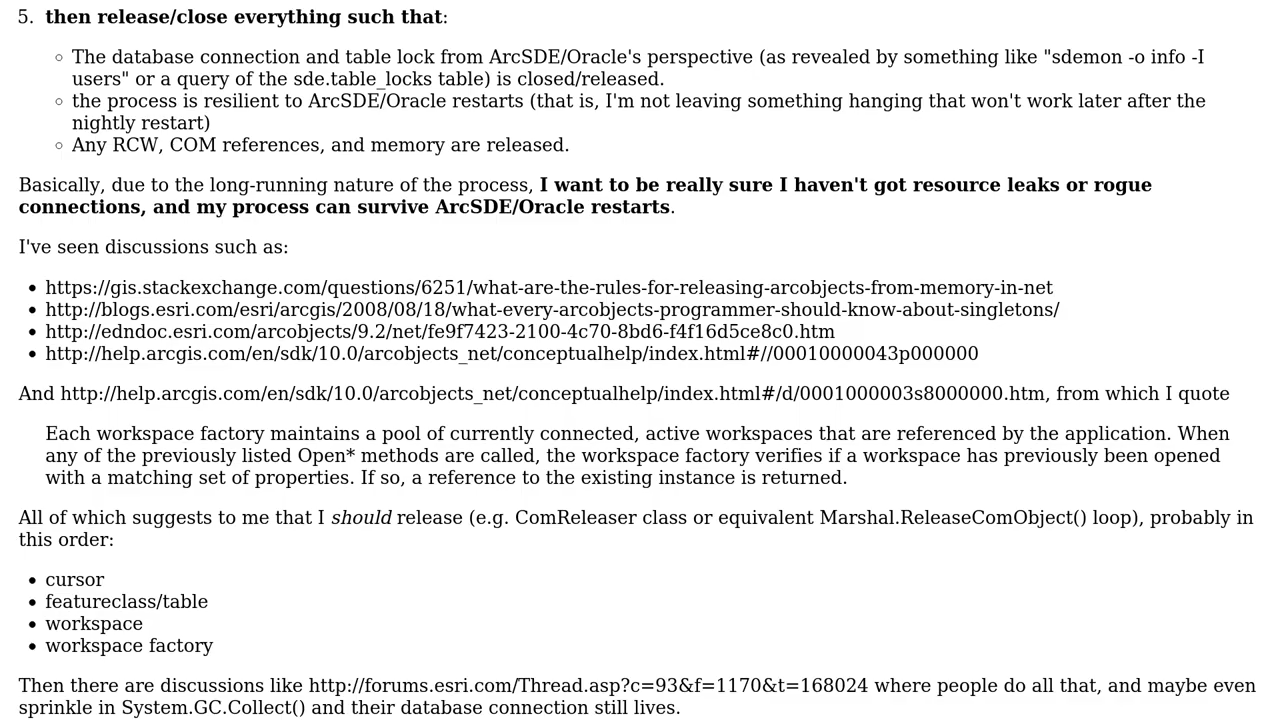 5. then release/close everything such that:
◦ The database connection and table lock from ArcSDE/Oracle's perspective (as revealed by something like "sdemon -o info -I
users" or a query of the sde.table_locks table) is closed/released.
◦ the process is resilient to ArcSDE/Oracle restarts (that is, I'm not leaving something hanging that won't work later after the
nightly restart)
◦ Any RCW, COM references, and memory are released.
Basically, due to the long-running nature of the process, I want to be really sure I haven't got resource leaks or rogue
connections, and my process can survive ArcSDE/Oracle restarts.
I've seen discussions such as:
• https://gis.stackexchange.com/questions/6251/what-are-the-rules-for-releasing-arcobjects-from-memory-in-net
• http://blogs.esri.com/esri/arcgis/2008/08/18/what-every-arcobjects-programmer-should-know-about-singletons/
• http://edndoc.esri.com/arcobjects/9.2/net/fe9f7423-2100-4c70-8bd6-f4f16d5ce8c0.htm
• http://help.arcgis.com/en/sdk/10.0/arcobjects_net/conceptualhelp/index.html#//00010000043p000000
And http://help.arcgis.com/en/sdk/10.0/arcobjects_net/conceptualhelp/index.html#/d/0001000003s8000000.htm, from which I quote
Each workspace factory maintains a pool of currently connected, active workspaces that are referenced by the application. When
any of the previously listed Open* methods are called, the workspace factory verifies if a workspace has previously been opened
with a matching set of properties. If so, a reference to the existing instance is returned.
All of which suggests to me that I should release (e.g. ComReleaser class or equivalent Marshal.ReleaseComObject() loop), probably in
this order:
• cursor
• featureclass/table
• workspace
• workspace factory
Then there are discussions like http://forums.esri.com/Thread.asp?c=93&f=1170&t=168024 where people do all that, and maybe even
sprinkle in System.GC.Collect() and their database connection still lives.